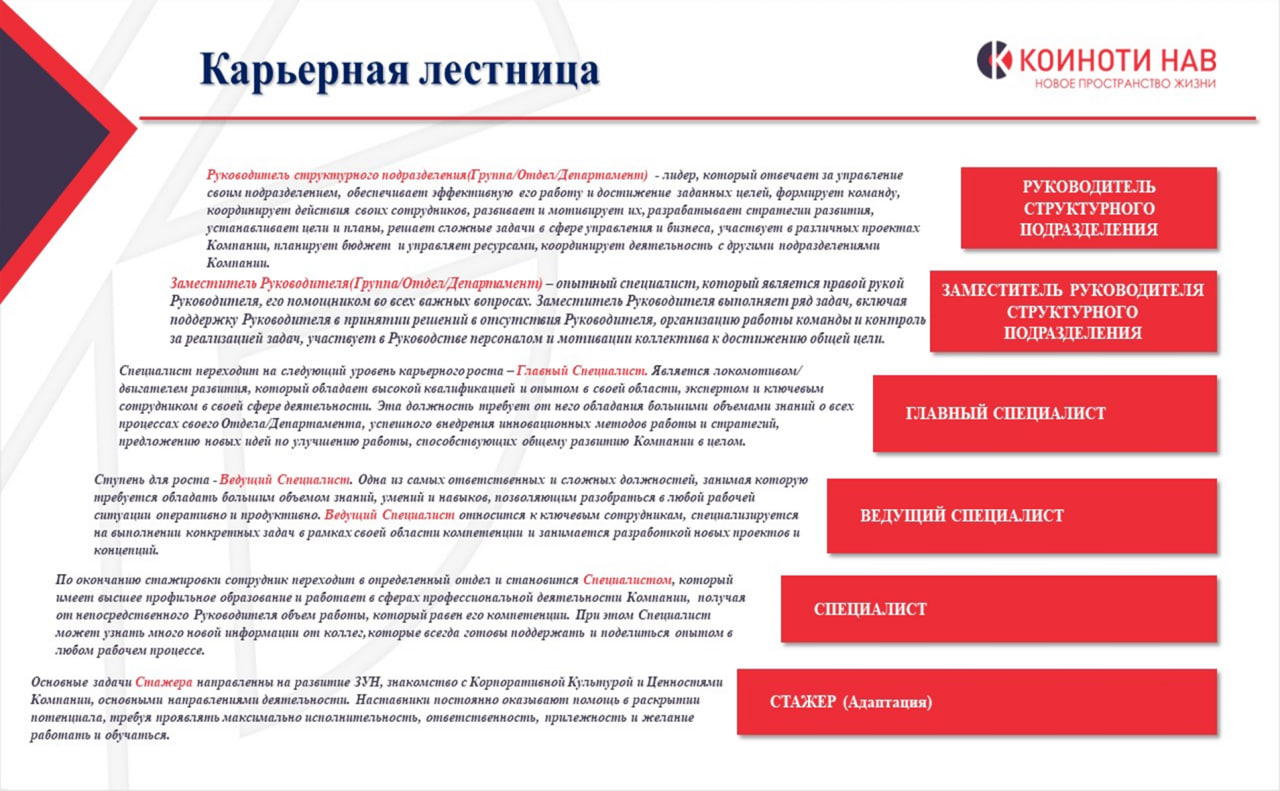 Карьерная лестница
КОИНОТИ НАВ
НОВОЕ ПРОСТРАНСТВО ЖИЗНИ
Руководитель структурного подразделения(Группа/Отдел/Департамент) - лидер, который отвечает за управление
своим подразделением, обеспечивает эффективную его работу и достижение заданных целей, формирует команду,
координирует действия своих сотрудников, развивает и мотивирует их, разрабатывает стратегии развития,
устанавливает цели и планы, решает сложные задачи в сфере управления и бизнеса, участвует в различных проектах
Компании, планирует бюджет и управляет ресурсами, координирует деятельность с другими подразделениями
Компании.
РУКОВОДИТЕЛЬ
СТРУКТУРНОГО
ПОДРАЗДЕЛЕНИЯ
Заместитель Руководителя(Группа/Отдел/Департамент) – опытный специалист, который является правой рукой
Руководителя, его помощником во всех важных вопросах. Заместитель Руководителя выполняет ряд задач, включая
поддержку Руководителя в принятии решений в отсутствия Руководителя, организацию работы команды и контроль
за реализацией задач, участвует в Руководстве персоналом и мотивации коллектива к достижению общей цели.
ЗАМЕСТИТЕЛЬ РУКОВОДИТЕЛЯ
СТРУКТУРНОГО
ПОДРАЗДЕЛЕНИЯ
Специалист переходит на следующий уровень карьерного роста – Главный Специалист. Является локомотивом/
двигателем развития, который обладает высокой квалификацией и опытом в своей области, экспертом и ключевым
сотрудником в своей сфере деятельности. Эта должность требует от него обладания большими объемами знаний о всех
процессах своего Отдела/Департамента, успешного внедрения инновационных методов работы и стратегий,
предложению новых идей по улучшению работы, способствующих общему развитию Компании в целом.
ГЛАВНЫЙ СПЕЦИАЛИСТ
Ступень для роста - Ведущий Специалист. Одна из самых ответственных и сложных должностей, занимая которую
требуется обладать большим объемом знаний, умений и навыков, позволяющим разобраться в любой рабочей
ситуации оперативно и продуктивно. Ведущий Специалист относится к ключевым сотрудникам, специализируется
на выполнении конкретных задач в рамках своей области компетенции и занимается разработкой новых проектов и
концепций.
ВЕДУЩИЙ СПЕЦИАЛИСТ
По окончанию стажировки сотрудник переходит в определенный отдел и становится Специалистом, который
имеет высшее профильное образование и работает в сферах профессиональной деятельности Компании, получая
от непосредственного Руководителя объем работы, который равен его компетенции. При этом Специалист
может узнать много новой информации от коллег,которые всегда готовы поддержать и поделиться опытом в
любом рабочем процессе.
СПЕЦИАЛИСТ
Основные задачи Стажера направленны на развитие ЗУН, знакомство с Корпоративной Культурой и Ценностями
Компании, основными направлениями деятельности. Наставники постоянно оказывают помощь в раскрытии
потенциала, требуя проявлять максимально исполнительность, ответственность, прилежность и желание
работать и обучаться.
СТАЖЕР (Адаптация)